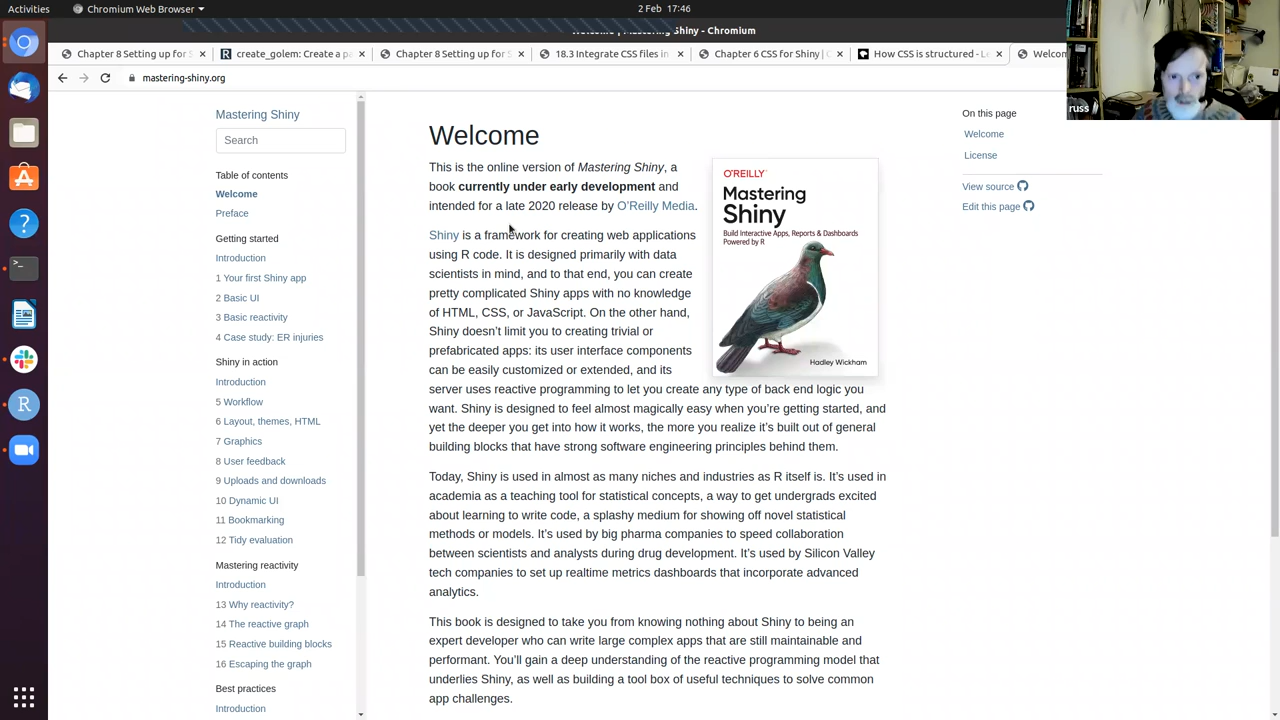 Activities
Chromium Web Browser
2 Feb 17:46
Mastering Shiny - Chromium
Chapter 8 Setting up for S
create_golem: Create a pa
Chapter 8 Setting up for S
18.3 Integrate CSS files in
Chapter 6 CSS for Shiny | O
How CSS is structured - Le
Welcom
mastering-shiny.org
russ
Mastering Shiny
Search
Table of contents
Welcome
Preface
Getting started
Introduction
1 Your first Shiny app
2 Basic UI
3 Basic reactivity
4 Case study: ER injuries
Shiny in action
Introduction
5 Workflow
6 Layout, themes, HTML
7 Graphics
8 User feedback
9 Uploads and downloads
10 Dynamic UI
11 Bookmarking
12 Tidy evaluation
Mastering reactivity
Introduction
13 Why reactivity?
14 The reactive graph
15 Reactive building blocks
16 Escaping the graph
Best practices
Introduction
Welcome
This is the online version of Mastering Shiny, a
book currently under early development and
intended for a late 2020 release by O'Reilly Media.
Shiny is a framework for creating web applications
using R code. It is designed primarily with data
scientists in mind, and to that end, you can create
pretty complicated Shiny apps with no knowledge
of HTML, CSS, or JavaScript. On the other hand,
Shiny doesn't limit you to creating trivial or
prefabricated apps: its user interface components
can be easily customized or extended, and its
server uses reactive programming to let you create any type of back end logic you
want. Shiny is designed to feel almost magically easy when you're getting started, and
yet the deeper you get into how it works, the more you realize it's built out of general
building blocks that have strong software engineering principles behind them.
Today, Shiny is used in almost as many niches and industries as R itself is. It's used in
academia as a teaching tool for statistical concepts, a way to get undergrads excited
about learning to write code, a splashy medium for showing off novel statistical
methods or models. It's used by big pharma companies to speed collaboration
between scientists and analysts during drug development. It's used by Silicon Valley
tech companies to set up realtime metrics dashboards that incorporate advanced
analytics.
This book is designed to take you from knowing nothing about Shiny to being an
expert developer who can write large complex apps that are still maintainable and
performant. You'll gain a deep understanding of the reactive programming model that
underlies Shiny, as well as building a tool box of useful techniques to solve common
app challenges.
O'REILLY
Mastering
Shiny
Build Interactive Apps, Reports & Dashboards
Powered by R
Hadley Wickham
On this page
Welcome
License
View source
Edit this page